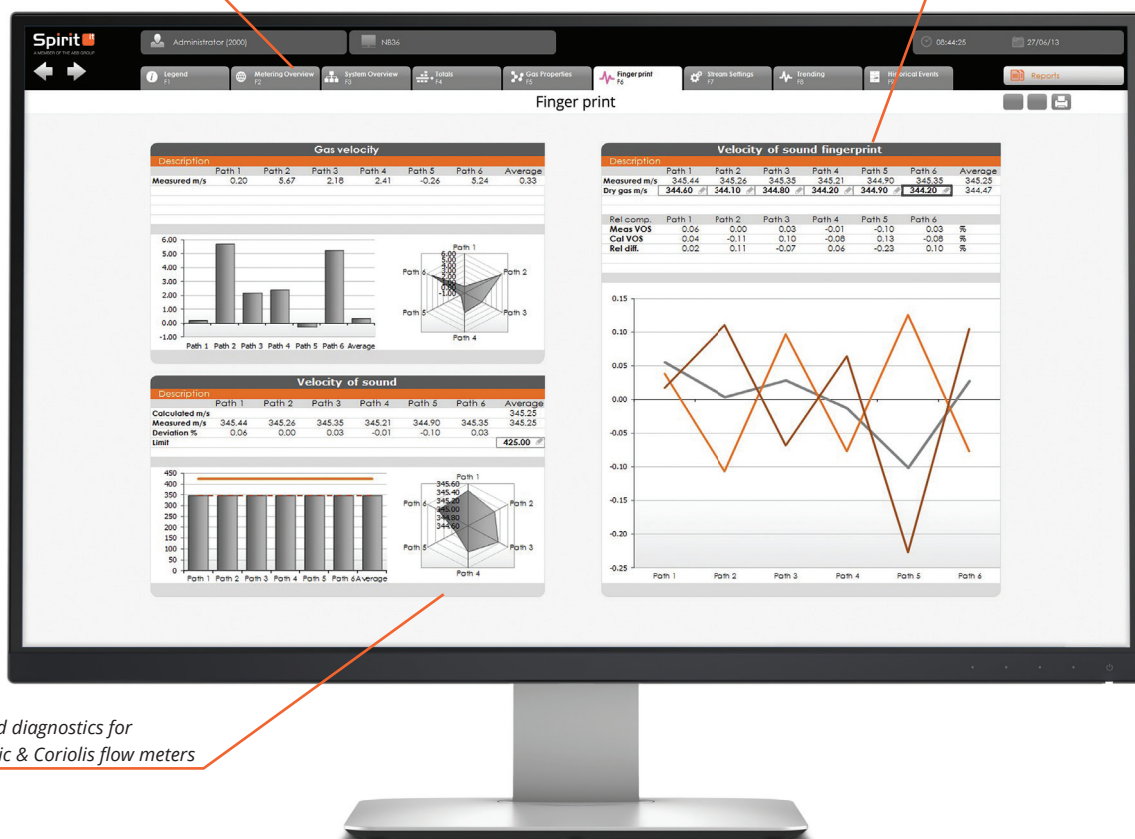 Spirit it
A MEMBER OF THE ABB GROUP
Administrator (2000)
NB36
08:44:25
27/06/13
Legend
F1
Metering Overview
F2
System Overview
F3
Totals
F4
Gas Properties
F5
Finger print
F6
Stream Settings
F7
Trending
F8
Historical Events
F9
Reports
Finger print
Gas velocity
Description
Path 1 Path 2 Path 3 Path 4 Path 5 Path 6 Average
Measured m/s 0.20 5.67 2.18 2.41 -0.26 5.24 0.33
6.00
5.00
4.00
3.00
2.00
1.00
0.00
-1.00
Path 1 Path 2 Path 3 Path 4 Path 5 Path 6 Average
Path 1
Path 2
Path 3
Path 4
Path 5
Path 6
6.00
5.00
4.00
3.00
2.00
-1.00
Velocity of sound
Description
Path 1 Path 2 Path 3 Path 4 Path 5 Path 6 Average
Calculated m/s 345.25
Measured m/s 345.44 345.26 345.35 345.21 344.90 345.35 345.25
Deviation % 0.06 0.00 0.03 -0.01 -0.10 0.03
Limit 425.00
450
400
350
300
250
200
150
100
50
0
Path 1 Path 2 Path 3 Path 4 Path 5 Path 6 Average
Path 1
Path 2
Path 3
Path 4
Path 5
Path 6
345.60
345.40
345.20
345.00
344.80
344.60
Velocity of sound fingerprint
Description
Path 1 Path 2 Path 3 Path 4 Path 5 Path 6 Average
Measured m/s 345.44 345.26 345.35 345.21 344.90 345.35 345.25
Dry gas m/s 344.60 344.10 344.80 344.20 344.90 344.20 344.47
Rel comp. Path 1 Path 2 Path 3 Path 4 Path 5 Path 6
Meas VOS 0.06 0.00 0.03 -0.01 -0.10 0.03 %
Cal VOS 0.04 -0.11 0.10 -0.08 0.13 -0.08 %
Rel diff. 0.02 0.11 -0.07 0.06 -0.23 0.10 %
0.15
0.10
0.05
0.00
-0.05
-0.10
-0.15
-0.20
-0.25
Path 1 Path 2 Path 3 Path 4 Path 5 Path 6
d diagnostics for
ic & Coriolis flow meters